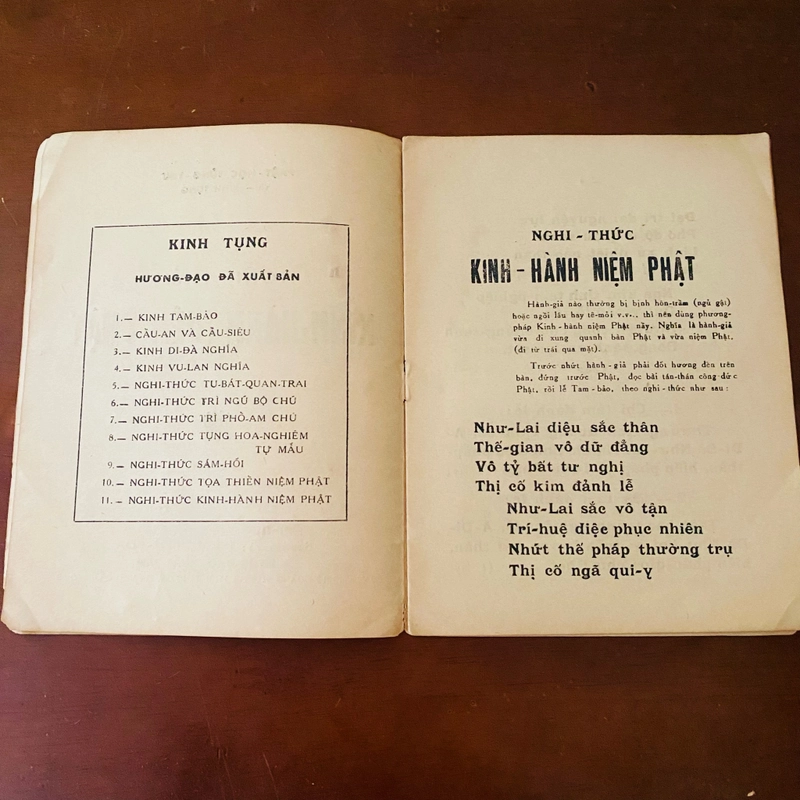 KINH TỤNG
HƯƠNG-ĐẠO ĐÃ XUẤT BẢN
1.— KINH TAM-BẢO
2.— CẦU-AN VÀ CẦU-SIÊU
3.— KINH DI-ĐÀ NGHĨA
4.— KINH VU-LAN NGHĨA
5.— NGHI-THỨC TU-BÁT-QUAN-TRAI
6.— NGHI-THỨC TRÌ NGŨ BỘ CHÚ
7.— NGHI-THỨC TRÌ PHỔ-AM CHÚ
8.— NGHI-THỨC TỤNG HOA-NGHIÊM
TỰ MẪU
9.— NGHI-THỨC SÁM-HỐI
10.— NGHI-THỨC TỌA THIỀN NIỆM PHẬT
11.— NGHI-THỨC KINH-HÀNH NIỆM PHẬT
NGHI - THỨC
KINH - HÀNH NIỆM PHẬT
Hành-giả nào thường bị bịnh hôn-trầm (ngủ gật)
hoặc ngồi lâu hay tê-mỏi v.v..., thì nên dùng phương-
pháp Kinh-hành niệm Phật nầy. Nghĩa là hành-giả
vừa đi xung quanh bàn Phật và vừa niệm Phật.
(đi từ trái qua mặt).
Trước nhứt hành-giả phải đốt hương đèn trên
bàn, đứng trước Phật, đọc bài tán-thán công-đức
Phật, rồi lễ Tam-bảo, theo nghi-thức như sau :
Như-Lai diệu sắc thân
Thế-gian vô dữ đẳng
Vô tỷ bất tư nghị
Thị cố kim đảnh lễ
Như-Lai sắc vô tận
Trí-huệ diệc phục nhiên
Nhứt thế pháp thường trụ
Thị cố ngã qui-y